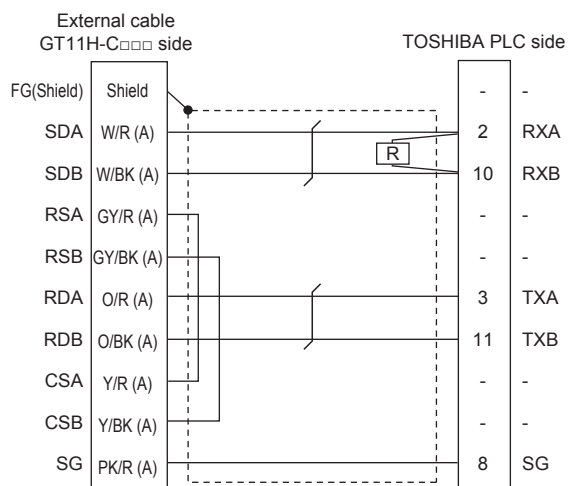 External cable
GT11H-C□□□ side
TOSHIBA PLC side
FG(Shield) Shield - -
SDA W/R (A) 2 RXA
R
SDB W/BK (A) 10 RXB
RSA GY/R (A) - -
RSB GY/BK (A) - -
RDA O/R (A) 3 TXA
RDB O/BK (A) 11 TXB
CSA Y/R (A) - -
CSB Y/BK (A) - -
SG PK/R (A) 8 SG